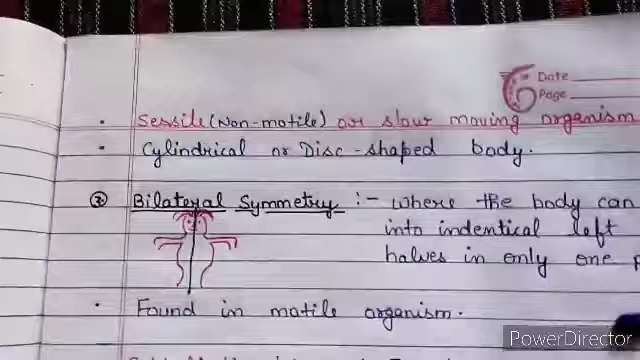 Date
Page
• Sessile (Non-motile) or slow moving organism
• Cylindrical or Disc-shaped body.
③ Bilateral Symmetry :- where the body can
into indentical left
halves in only one
• Found in motile organism.
PowerDirector